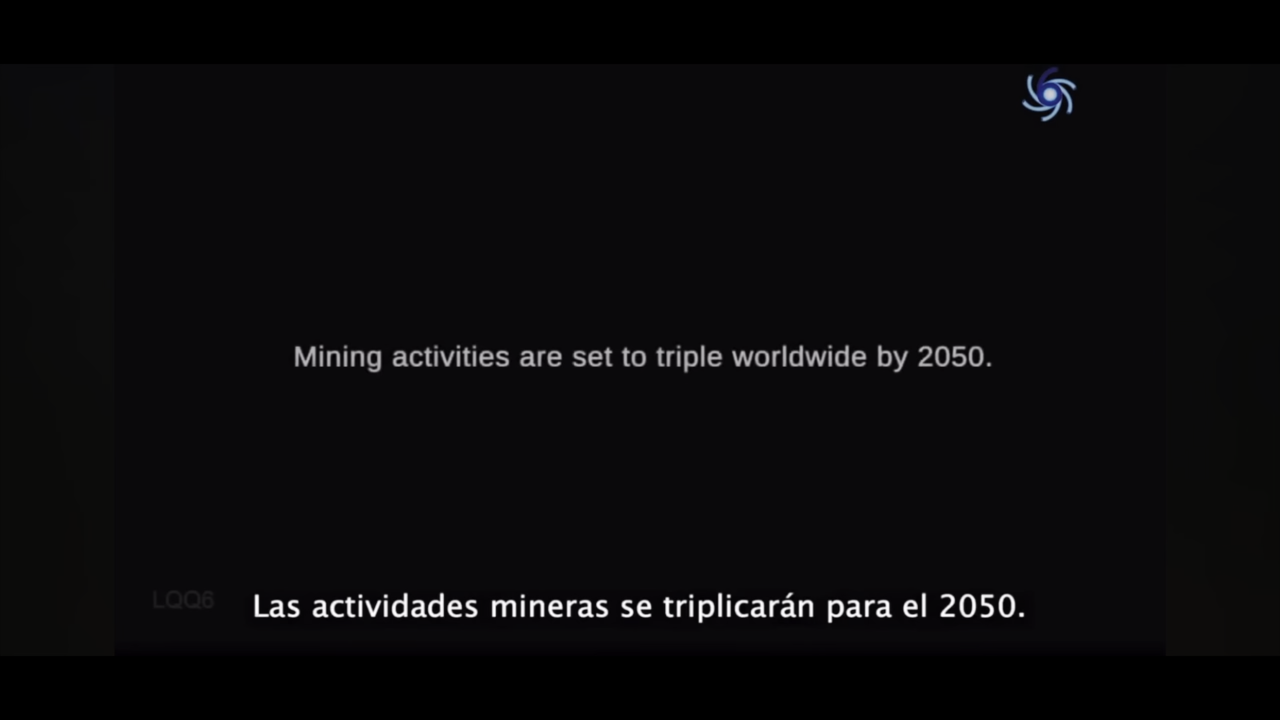 Mining activities are set to triple worldwide by 2050.
LQQ6
Las actividades mineras se triplicarán para el 2050.